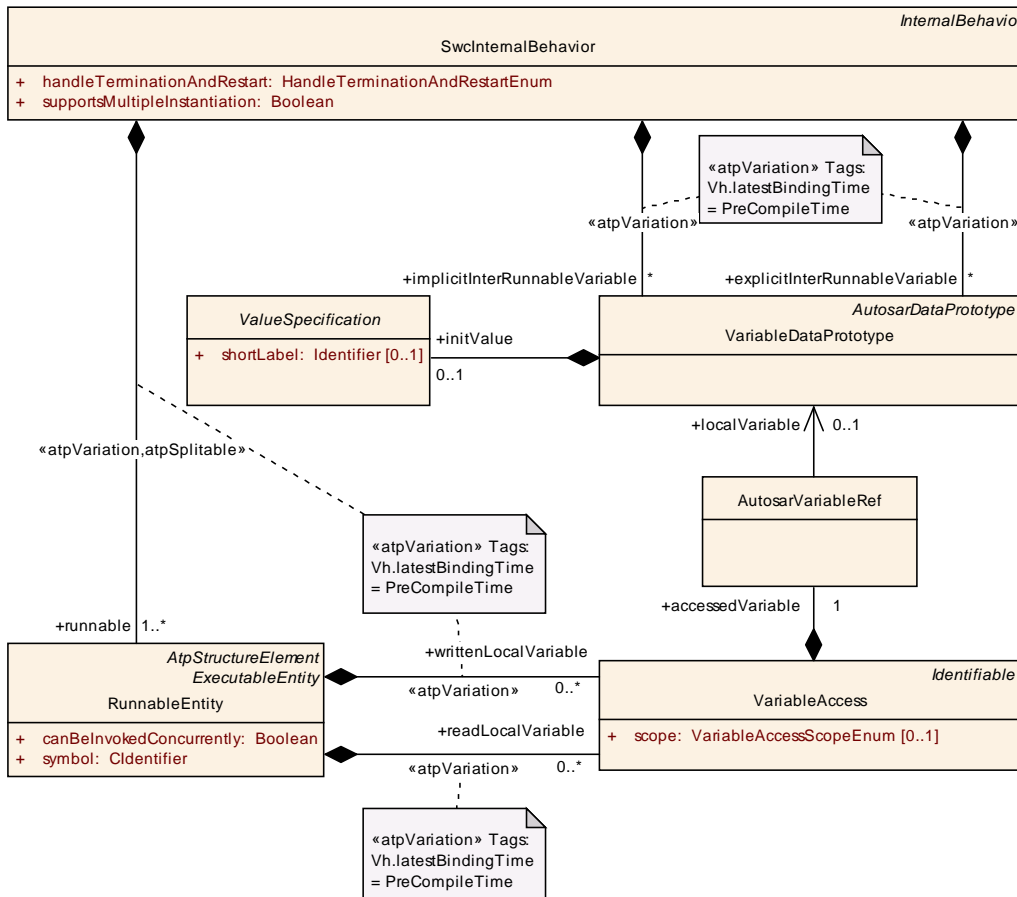 InternalBehavio
SwcInternalBehavior
+ handleTerminationAndRestart: HandleTerminationAndRestartEnum
+ supportsMultipleInstantiation: Boolean
«atpVariation» Tags:
Vh.latestBindingTime
= PreCompileTime
«atpVariation»
«atpVariation»
+implicitInterRunnableVariable *
+explicitInterRunnableVariable *
ValueSpecification
+ shortLabel: Identifier [0..1]
+initValue
0..1
AutosarDataPrototype
VariableDataPrototype
+localVariable 0..1
«atpVariation,atpSplitable»
AutosarVariableRef
«atpVariation» Tags:
Vh.latestBindingTime
= PreCompileTime
+accessedVariable 1
+runnable 1..*
+writtenLocalVariable
«atpVariation» 0..*
AtpStructureElement
ExecutableEntity
RunnableEntity
+ canBeInvokedConcurrently: Boolean
+ symbol: CIdentifier
+readLocalVariable
«atpVariation» 0..*
Identifiable
VariableAccess
+ scope: VariableAccessScopeEnum [0..1]
«atpVariation» Tags:
Vh.latestBindingTime
= PreCompileTime